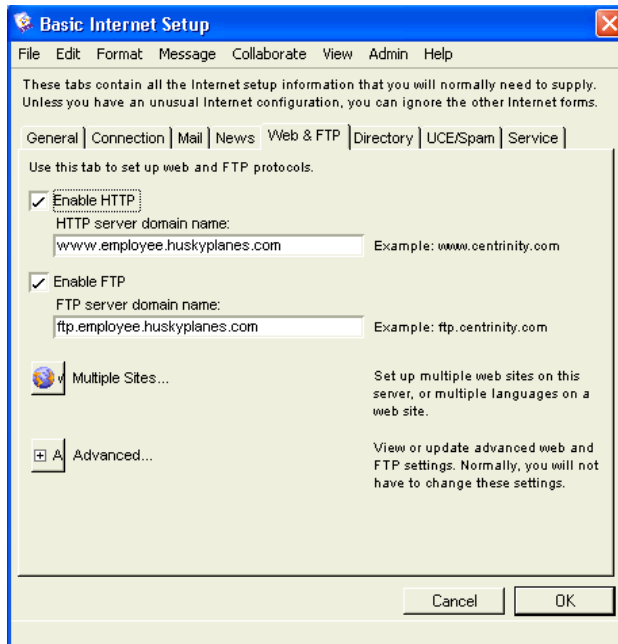 Basic Internet Setup
File Edit Format Message Collaborate View Admin Help
These tabs contain all the Internet setup information that you will normally need to supply.
Unless you have an unusual Internet configuration, you can ignore the other Internet forms.
General Connection Mail News Web & FTP Directory UCE/Spam Service
Use this tab to set up web and FTP protocols.
Enable HTTP
HTTP server domain name:
www.employee.huskyplanes.com Example: www.centrinity.com
Enable FTP
FTP server domain name:
ftp.employee.huskyplanes.com Example: ftp.centrinity.com
Multiple Sites... Set up multiple web sites on this
server, or multiple languages on a
web site.
A Advanced... View or update advanced web and
FTP settings. Normally, you will not
have to change these settings.
Cancel OK